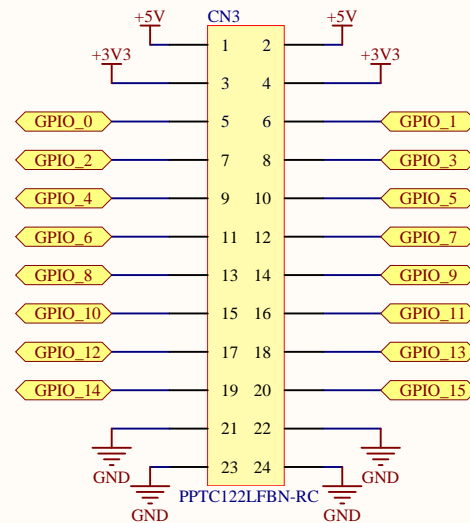 CN3
+5V +5V
1 2
+3V3 +3V3
3 4
GPIO_0 5 6 GPIO_1
GPIO_2 7 8 GPIO_3
GPIO_4 9 10 GPIO_5
GPIO_6 11 12 GPIO_7
GPIO_8 13 14 GPIO_9
GPIO_10 15 16 GPIO_11
GPIO_12 17 18 GPIO_13
GPIO_14 19 20 GPIO_15
21 22
GND GND
23 24
PPTC122LFBN-RC
GND GND